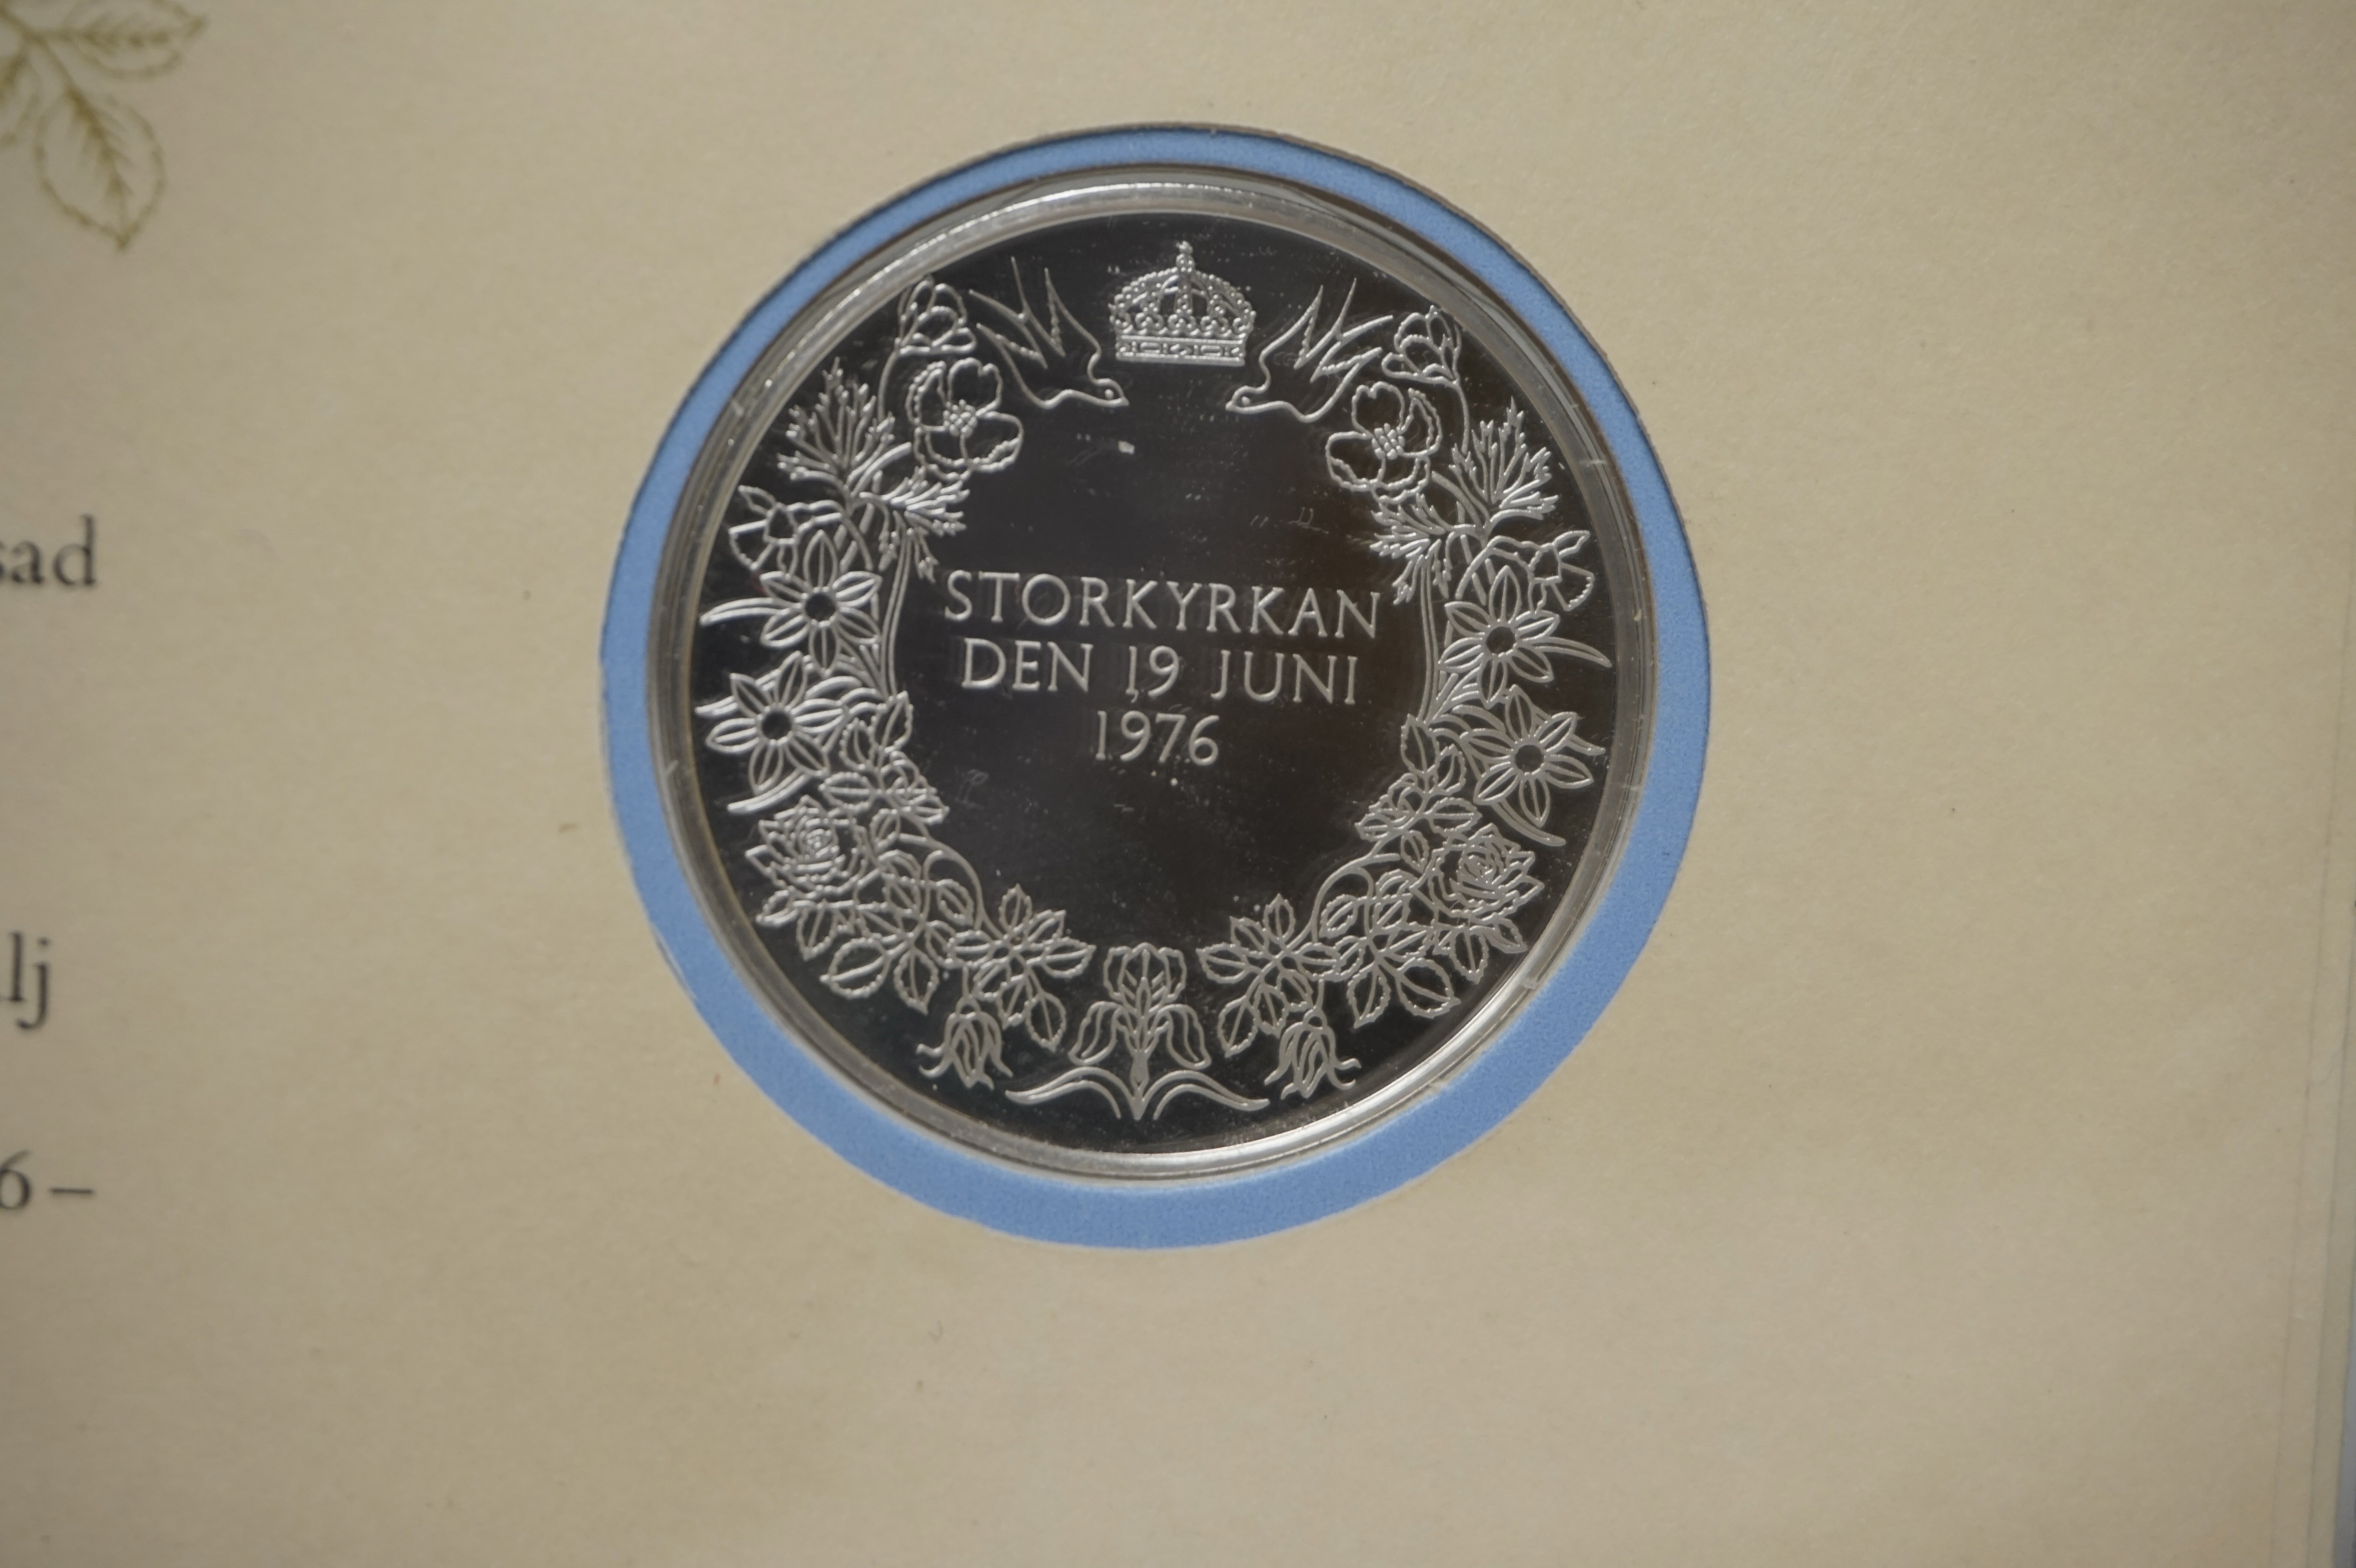 sad
lj
6 –
STORKYRKAN
DEN 19 JUNI
1976